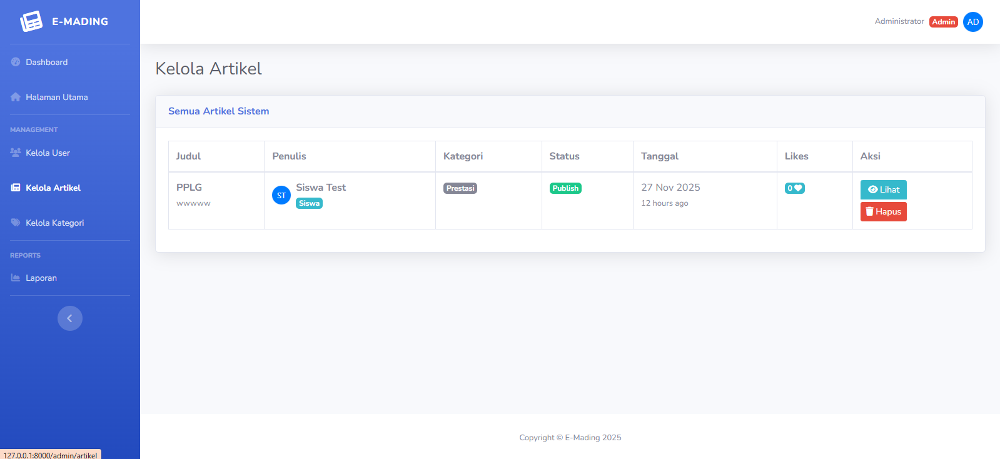 E-MADING
Administrator Admin AD
Dashboard
Halaman Utama
MANAGEMENT
Kelola User
Kelola Artikel
Kelola Kategori
REPORTS
Laporan
Kelola Artikel
Semua Artikel Sistem
Judul Penulis Kategori Status Tanggal Likes Aksi
PPLG ST Siswa Test Prestasi Publish 27 Nov 2025 0 Lihat
wwwww Siswa 12 hours ago Hapus
Copyright © E-Mading 2025
127.0.0.1:8000/admin/artikel